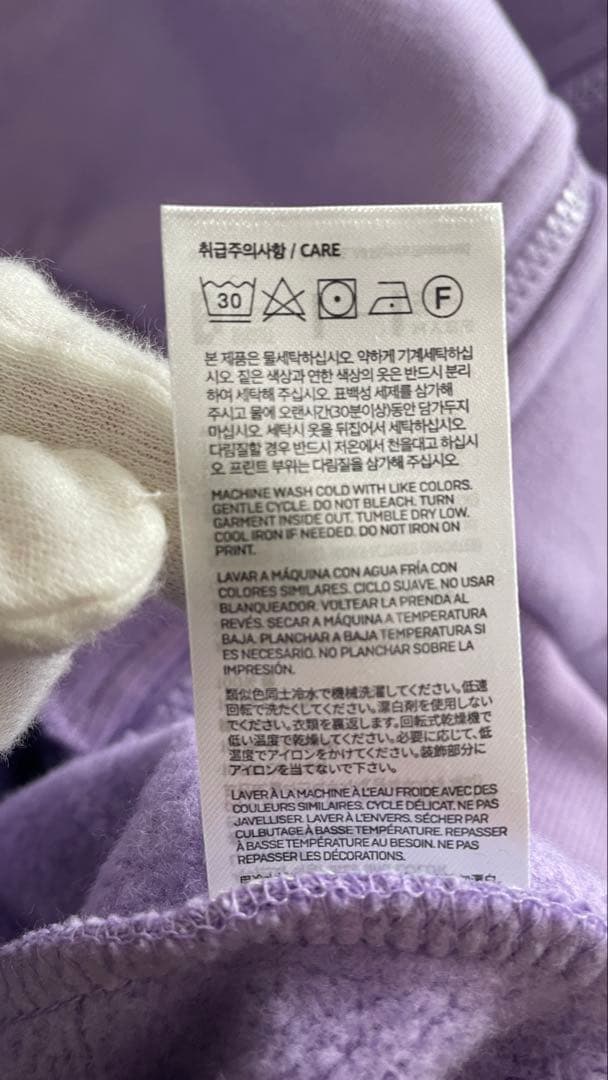 취급주의사항 / CARE
30
F
본 제품은 물세탁하십시오. 약하게 기계세탁하십
시오. 짙은 색상과 연한 색상의 옷은 반드시 분리
하여 세탁해 주십시오. 표백성 세제를 삼가해
주시고 물에 오랜시간(30분이상)동안 담가두지
마십시오. 세탁시 옷을 뒤집어서 세탁하십시오.
다림질할 경우 반드시 저온에서 천을대고 하십시
오. 프린트 부위는 다림질을 삼가해 주십시오.
MACHINE WASH COLD WITH LIKE COLORS.
GENTLE CYCLE. DO NOT BLEACH. TURN
GARMENT INSIDE OUT. TUMBLE DRY LOW.
COOL IRON IF NEEDED. DO NOT IRON ON
PRINT.
LAVAR A MÁQUINA CON AGUA FRÍA CON
COLORES SIMILARES. CICLO SUAVE. NO USAR
BLANQUEADOR. VOLTEAR LA PRENDA AL
REVÉS. SECAR A MÁQUINA A TEMPERATURA
BAJA. PLANCHAR A BAJA TEMPERATURA SI
ES NECESARIO. NO PLANCHAR SOBRE LA
IMPRESIÓN.
類似色同士冷水で機械洗濯してください。低速
回転で洗たくしてください。漂白剤を使用しない
でください。衣類を裏返します。回転式乾燥機で
低い温度で乾燥してください。必要に応じて、低
温度でアイロンをかけてください。装飾部分に
アイロンを当てないで下さい。
LAVER À LA MACHINE À L'EAU FROIDE AVEC DES
COULEURS SIMILAIRES. CYCLE DÉLICAT. NE PAS
JAVELLISER. LAVER À L'ENVERS. SÉCHER PAR
CULBUTAGE À BASSE TEMPÉRATURE. REPASSER
À BASSE TEMPÉRATURE AU BESOIN. NE PAS
REPASSER LES DÉCORATIONS.